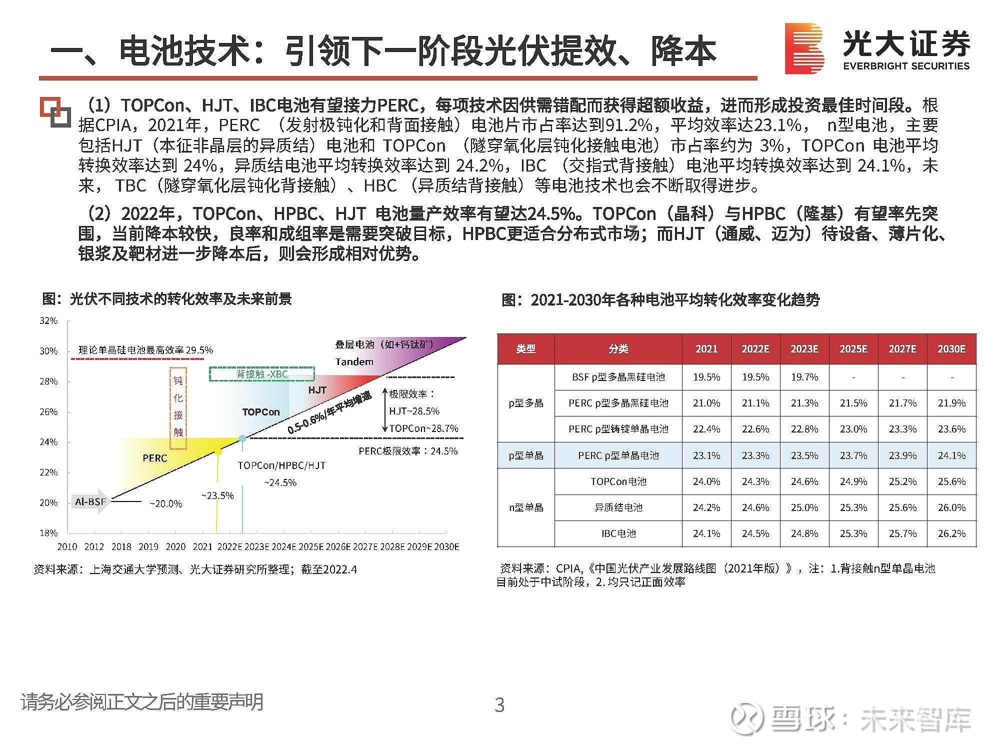 一、电池技术：引领下一阶段光伏提效、降本
光大证券
EVERBRIGHT SECURITIES
（1）TOPCon、HJT、IBC电池有望接力PERC，每项技术因供需错配而获得超额收益，进而形成投资最佳时间段。根
据CPIA，2021年，PERC （发射极钝化和背面接触）电池片市占率达到91.2%，平均效率达23.1%， n型电池，主要
包括HJT（本征非晶层的异质结）电池和 TOPCon （隧穿氧化层钝化接触电池）市占率约为 3%，TOPCon 电池平均
转换效率达到 24%，异质结电池平均转换效率达到 24.2%，IBC （交指式背接触）电池平均转换效率达到 24.1%，未
来， TBC（隧穿氧化层钝化背接触）、HBC （异质结背接触）等电池技术也会不断取得进步。
（2）2022年，TOPCon、HPBC、HJT 电池量产效率有望达24.5%。TOPCon（晶科）与HPBC（隆基）有望率先突
围，当前降本较快，良率和成组率是需要突破目标，HPBC更适合分布式市场；而HJT（通威、迈为）待设备、薄片化、
银浆及靶材进一步降本后，则会形成相对优势。
图：光伏不同技术的转化效率及未来前景
32%
30%
28%
26%
24%
22%
20%
18%
理论单晶硅电池最高效率 29.5%
钝
化
接
触
背接触 -XBC
叠层电池（如+钙钛矿）
Tandem
HJT
TOPCon
0.5-0.6%/年平均增速
极限效率：
HJT~28.5%
TOPCon~28.7%
PERC极限效率：24.5%
PERC
TOPCon/HPBC/HJT
~24.5%
~23.5%
Al-BSF
~20.0%
2010 2012 2018 2019 2020 2021 2022E 2023E 2024E 2025E 2026E 2027E 2028E 2029E 2030E
资料来源：上海交通大学预测、光大证券研究所整理；截至2022.4
图：2021-2030年各种电池平均转化效率变化趋势
类型 分类 2021 2022E 2023E 2025E 2027E 2030E
p型多晶
BSF p型多晶黑硅电池 19.5% 19.5% 19.7% - - -
PERC p型多晶黑硅电池 21.0% 21.1% 21.3% 21.5% 21.7% 21.9%
PERC p型铸锭单晶电池 22.4% 22.6% 22.8% 23.0% 23.3% 23.6%
p型单晶 PERC p型单晶电池 23.1% 23.3% 23.5% 23.7% 23.9% 24.1%
n型单晶
TOPCon电池 24.0% 24.3% 24.6% 24.9% 25.2% 25.6%
异质结电池 24.2% 24.6% 25.0% 25.3% 25.6% 26.0%
IBC电池 24.1% 24.5% 24.8% 25.3% 25.7% 26.2%
资料来源：CPIA,《中国光伏产业发展路线图（2021年版）》，注：1.背接触n型单晶电池
目前处于中试阶段，2. 均只记正面效率
请务必参阅正文之后的重要声明
3
雪球：未来智库